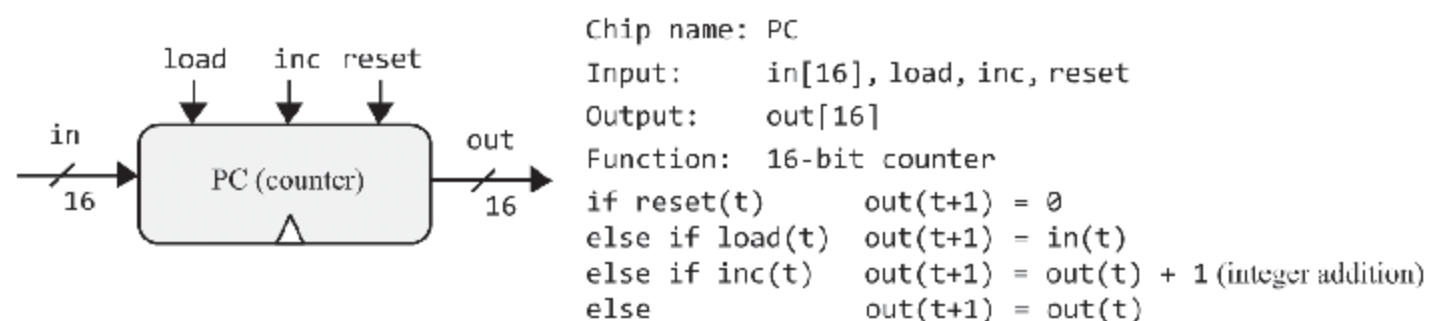 load inc reset
in
out
PC (counter)
16
16
Chip name: PC
Input: in[16], load, inc, reset
Output: out[16]
Function: 16-bit counter
if reset(t) out(t+1) = 0
else if load(t) out(t+1) = in(t)
else if inc(t) out(t+1) = out(t) + 1 (integer addition)
else out(t+1) = out(t)